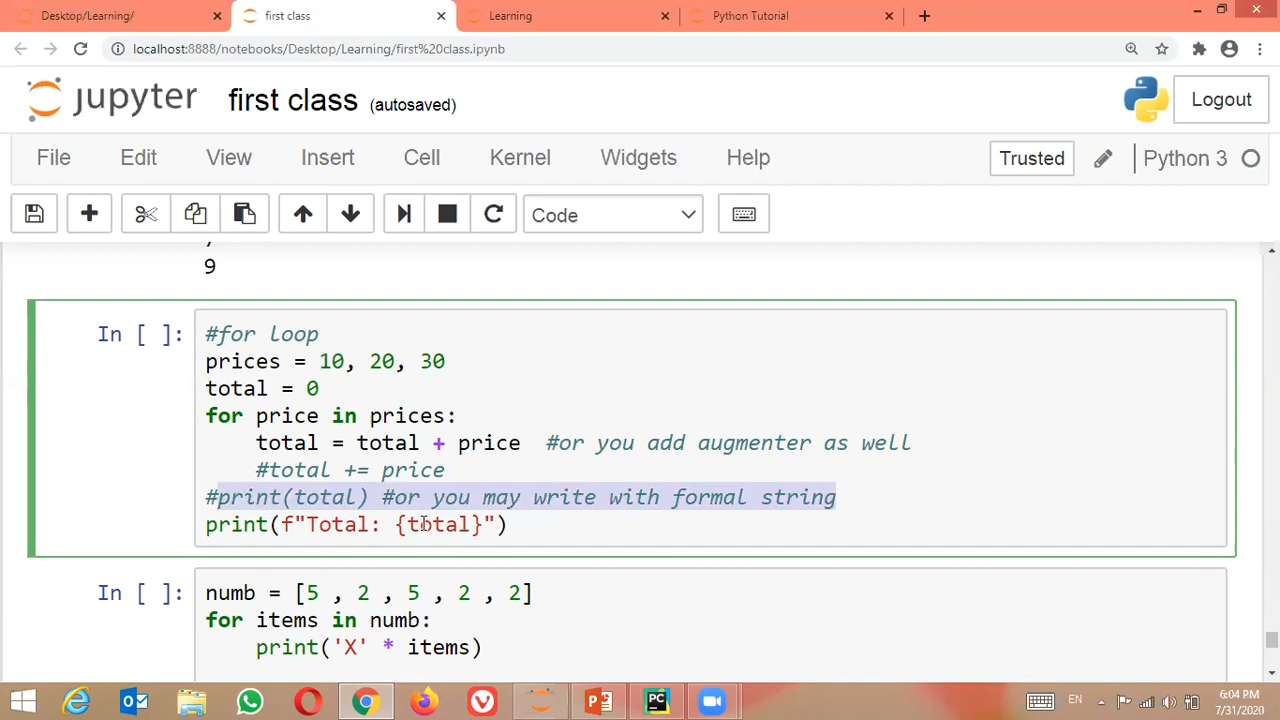 Desktop/Learning/
first class
Learning
Python Tutorial
localhost:8888/notebooks/Desktop/Learning/first%20class.ipynb
jupyter first class (autosaved)
Logout
File Edit View Insert Cell Kernel Widgets Help
Trusted
Python 3
Code
9
In [ ]: #for loop
prices = 10, 20, 30
total = 0
for price in prices:
total = total + price #or you add augmenter as well
#total += price
#print(total) #or you may write with formal string
print(f"Total: {total}")
In [ ]: numb = [5 , 2 , 5 , 2 , 2]
for items in numb:
print('X' * items)
EN
6:04 PM
7/31/2020